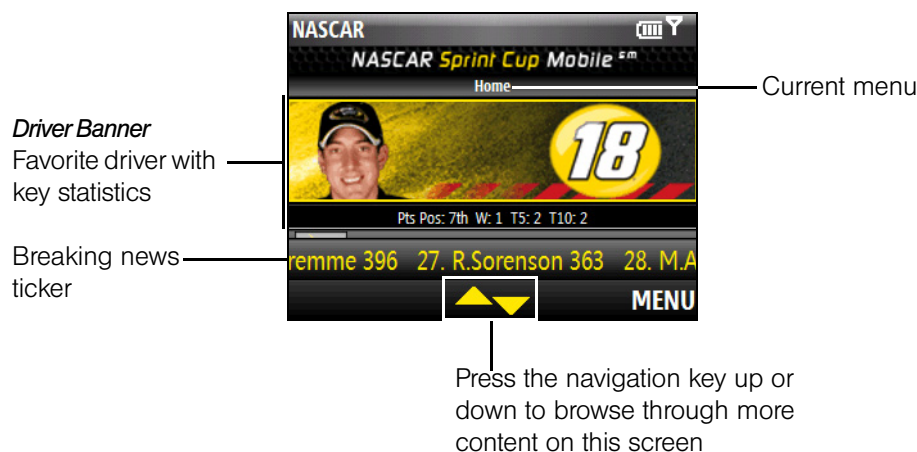 NASCAR
NASCAR Sprint Cup Mobile sm
Home
Current menu
Driver Banner
Favorite driver with
key statistics
18
Pts Pos: 7th W: 1 T5: 2 T10: 2
Breaking news
ticker
remme 396 27. R.Sorenson 363 28. M.A
MENU
Press the navigation key up or
down to browse through more
content on this screen